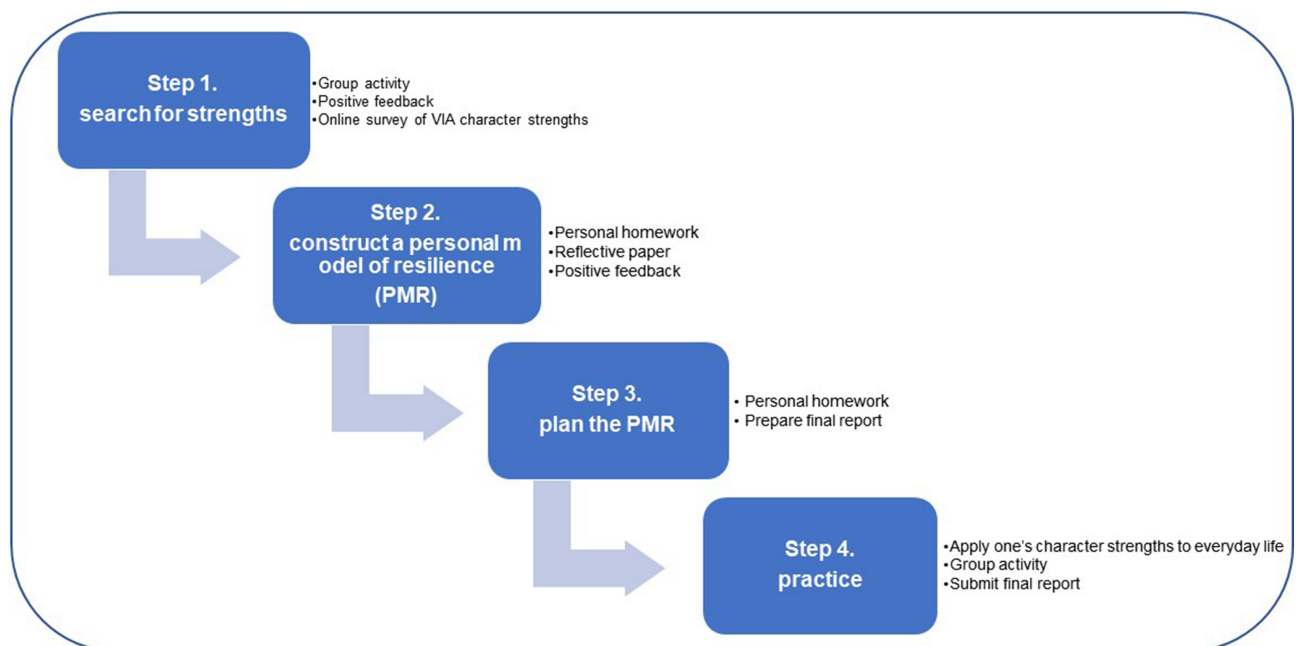 Step 1.
search for strengths
•Group activity
•Positive feedback
•Online survey of VIA character strengths
Step 2.
construct a personal m
odel of resilience
(PMR)
•Personal homework
•Reflective paper
•Positive feedback
Step 3.
plan the PMR
• Personal homework
• Prepare final report
Step 4.
practice
•Apply one’s character strengths to everyday life
•Group activity
•Submit final report